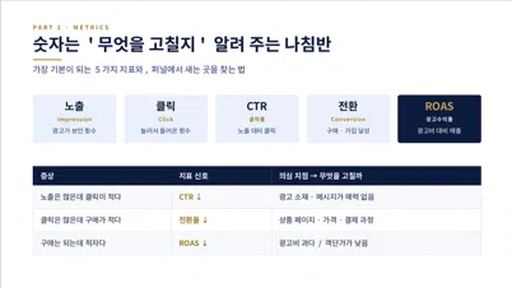 PART 1 · METRICS
숫자는 '무엇을 고칠지' 알려 주는 나침반
가장 기본이 되는 5가지 지표와, 퍼널에서 새는 곳을 찾는 법
노출
Impression
광고가 보인 횟수
클릭
Click
눌러서 들어온 횟수
CTR
클릭률
노출 대비 클릭
전환
Conversion
구매 · 가입 달성
ROAS
광고수익률
광고비 대비 매출
증상 지표 신호 의심 지점 → 무엇을 고칠까
노출은 많은데 클릭이 적다 CTR ↓ 광고 소재 · 메시지가 매력 없음
클릭은 많은데 구매가 적다 전환율 ↓ 상품 페이지 · 가격 · 결제 과정
구매는 되는데 적자다 ROAS ↓ 광고비 과다 / 객단가가 낮음